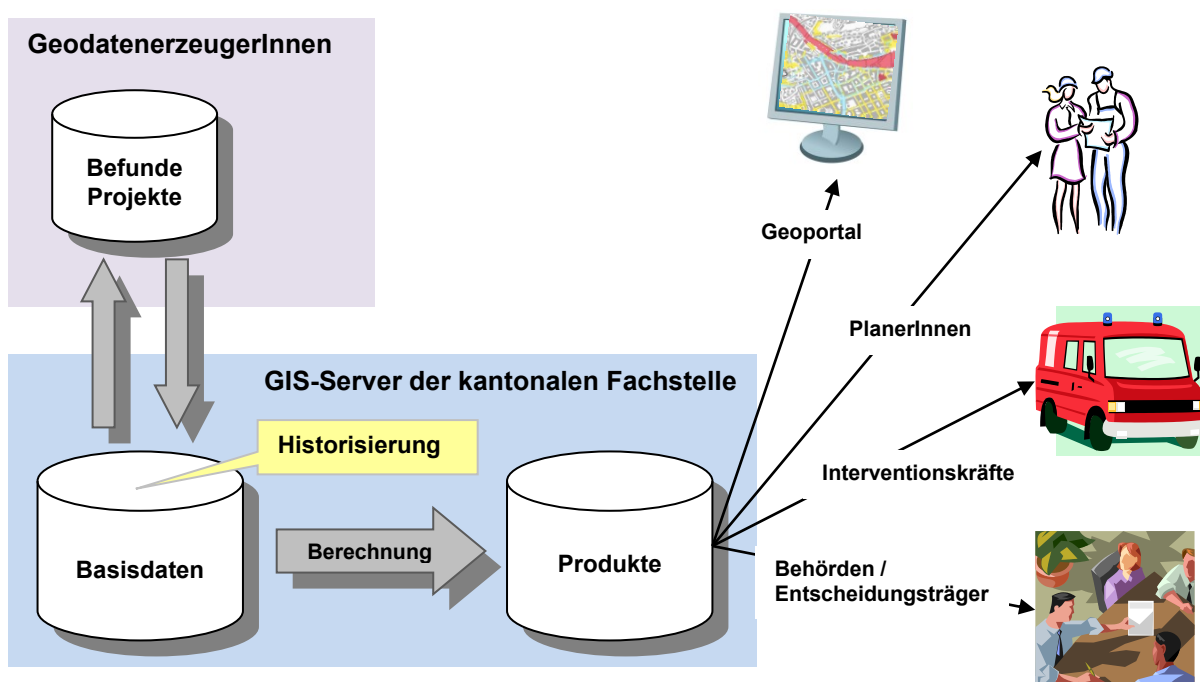 GeodatenerzeugerInnen
Befunde
Projekte
Geoportal
PlanerInnen
GIS-Server der kantonalen Fachstelle
Historisierung
Interventionskräfte
Basisdaten
Berechnung
Produkte
Behörden /
Entscheidungsträger